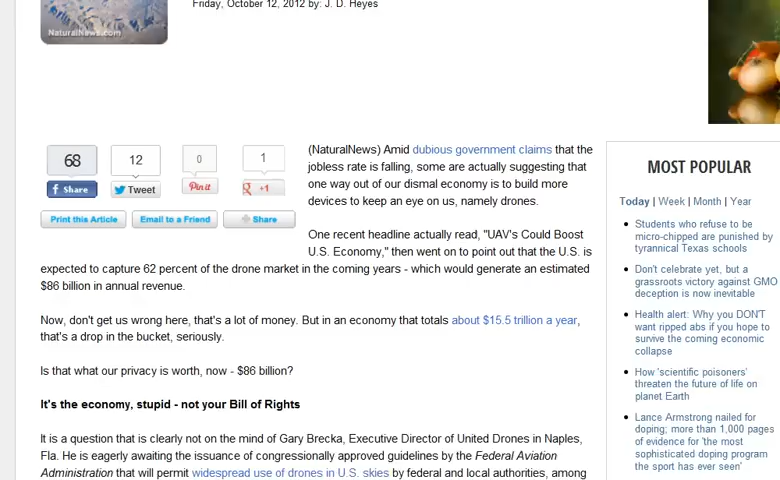 Friday, October 12, 2012 by: J. D. Heyes
NaturalNews.com
68
12
0
1
Share
Tweet
Pin it
+1
Print this Article
Email to a Friend
Share
(NaturalNews) Amid dubious government claims that the
jobless rate is falling, some are actually suggesting that
one way out of our dismal economy is to build more
devices to keep an eye on us, namely drones.
One recent headline actually read, "UAV's Could Boost
U.S. Economy," then went on to point out that the U.S. is
expected to capture 62 percent of the drone market in the coming years - which would generate an estimated
$86 billion in annual revenue.
Now, don't get us wrong here, that's a lot of money. But in an economy that totals about $15.5 trillion a year,
that's a drop in the bucket, seriously.
Is that what our privacy is worth, now - $86 billion?
It's the economy, stupid - not your Bill of Rights
It is a question that is clearly not on the mind of Gary Brecka, Executive Director of United Drones in Naples,
Fla. He is eagerly awaiting the issuance of congressionally approved guidelines by the Federal Aviation
Administration that will permit widespread use of drones in U.S. skies by federal and local authorities, among
MOST POPULAR
Today | Week | Month | Year
Students who refuse to be
micro-chipped are punished by
tyrannical Texas schools
Don't celebrate yet, but a
grassroots victory against GMO
deception is now inevitable
Health alert: Why you DON'T
want ripped abs if you hope to
survive the coming economic
collapse
How 'scientific poisoners'
threaten the future of life on
planet Earth
Lance Armstrong nailed for
doping; more than 1,000 pages
of evidence for 'the most
sophisticated doping program
the sport has ever seen'